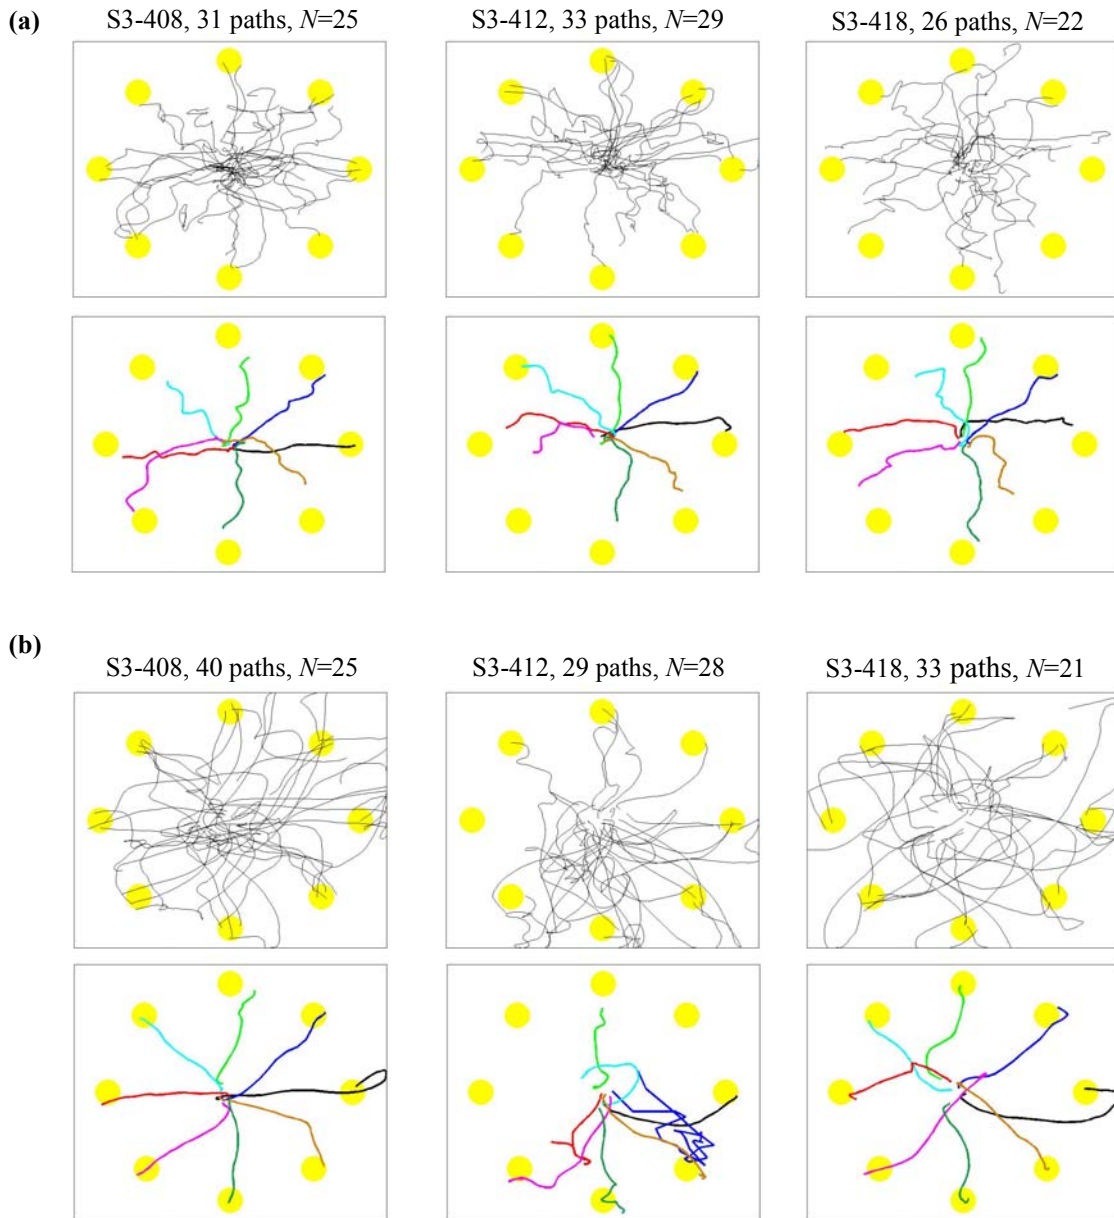 (a)
S3-408, 31 paths, N=25
S3-412, 33 paths, N=29
S3-418, 26 paths, N=22
(b)
S3-408, 40 paths, N=25
S3-412, 29 paths, N=28
S3-418, 33 paths, N=21